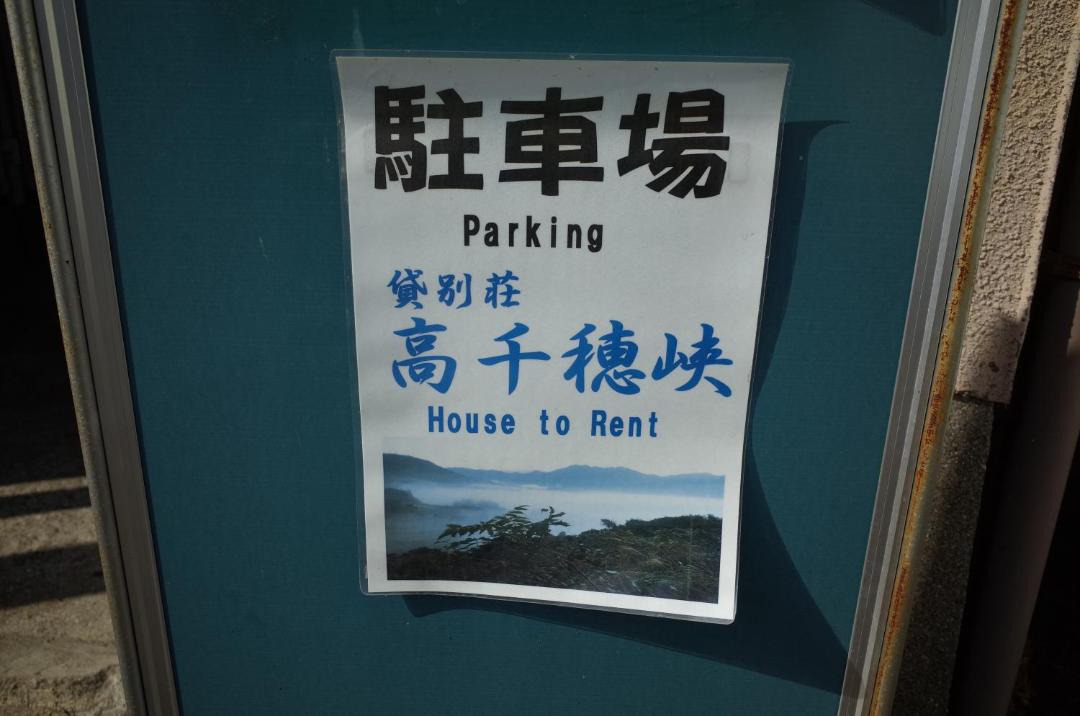 駐車場
Parking
貸別荘
高千穂峡
House to Rent